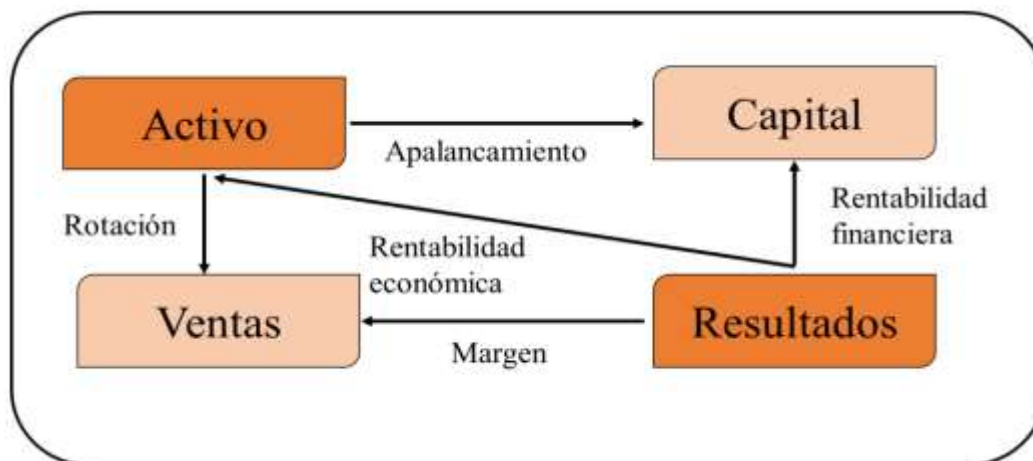 Activo
Capital
Apalancamiento
Rotación
Rentabilidad
económica
Rentabilidad
financiera
Ventas
Resultados
Margen